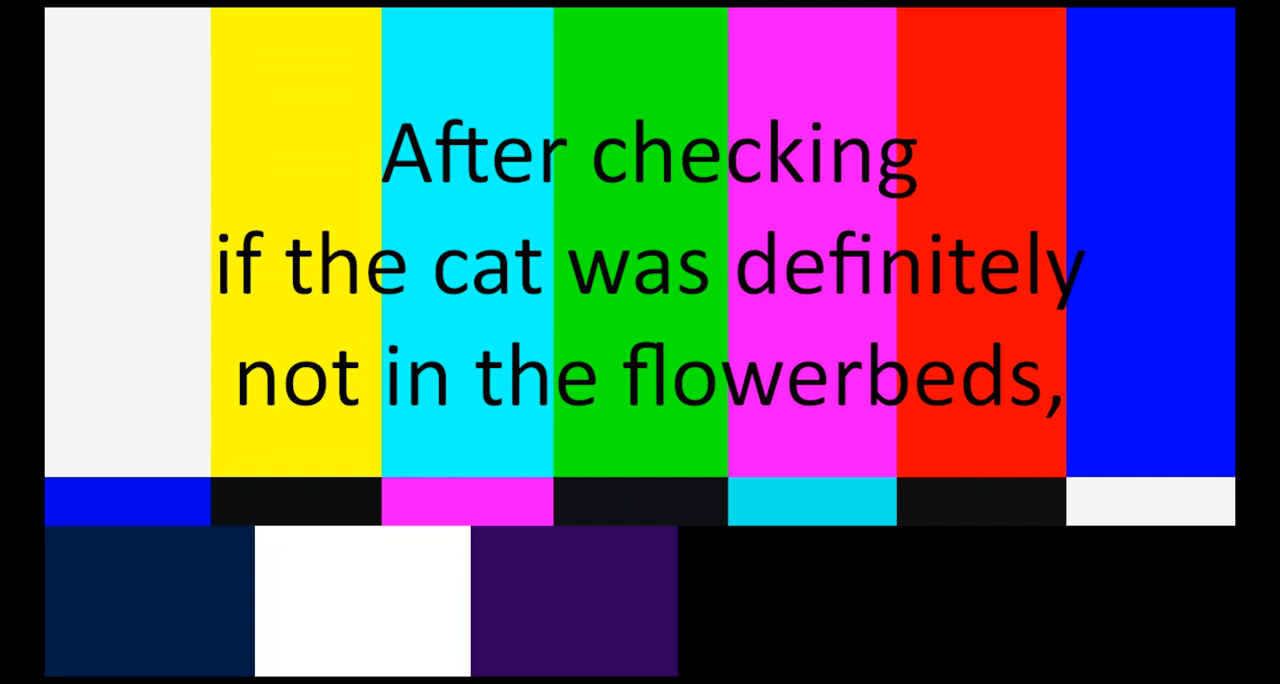 After checking
if the cat was definitely
not in the flowerbeds,